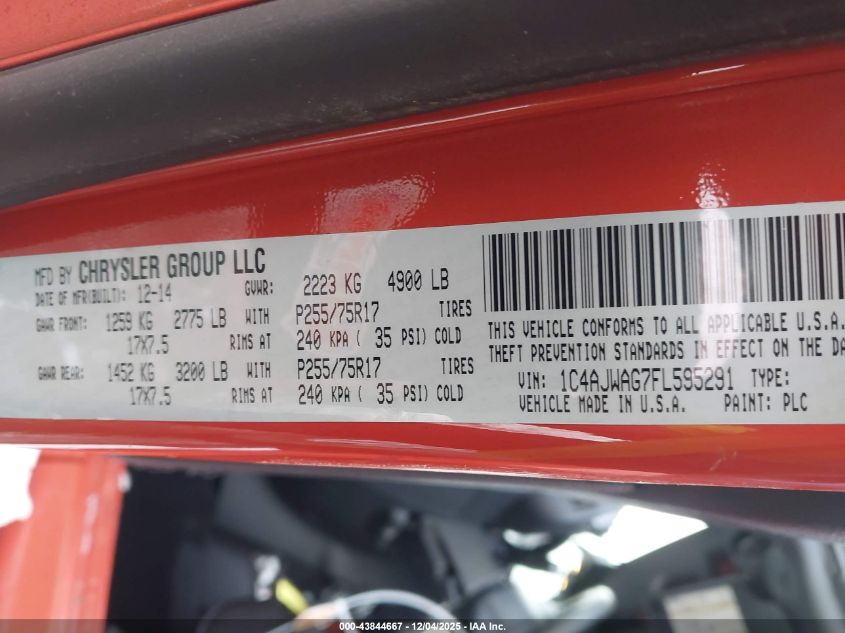 MFD BY CHRYSLER GROUP LLC
DATE OF MFR(BUILT): 12-14 GVWR: 2223 KG 4900 LB
GAWR FRONT: 1259 KG 2775 LB WITH P255/75R17 TIRES
17X7.5 RIMS AT 240 KPA ( 35 PSI) COLD
GAWR REAR: 1452 KG 3200 LB WITH P255/75R17 TIRES
17X7.5 RIMS AT 240 KPA ( 35 PSI) COLD
THIS VEHICLE CONFORMS TO ALL APPLICABLE U.S.A.
THEFT PREVENTION STANDARDS IN EFFECT ON THE DA
VIN: 1C4AJWAG7FL595291 TYPE:
VEHICLE MADE IN U.S.A. PAINT: PLC
000-43844667 - 12/04/2025 - IAA Inc.